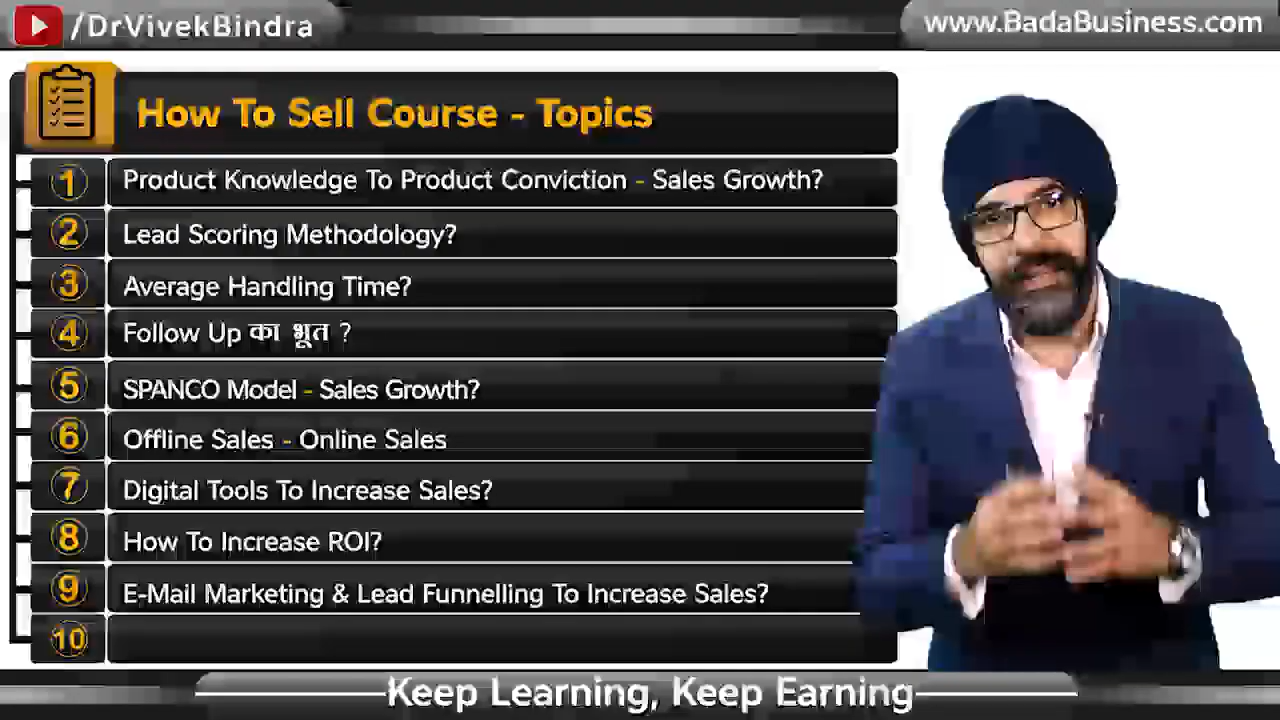 /DrVivekBindra
www.BadaBusiness.com
How To Sell Course - Topics
1 Product Knowledge To Product Conviction - Sales Growth?
2 Lead Scoring Methodology?
3 Average Handling Time?
4 Follow Up का भूत ?
5 SPANCO Model - Sales Growth?
6 Offline Sales - Online Sales
7 Digital Tools To Increase Sales?
8 How To Increase ROI?
9 E-Mail Marketing & Lead Funnelling To Increase Sales?
10
Keep Learning, Keep Earning